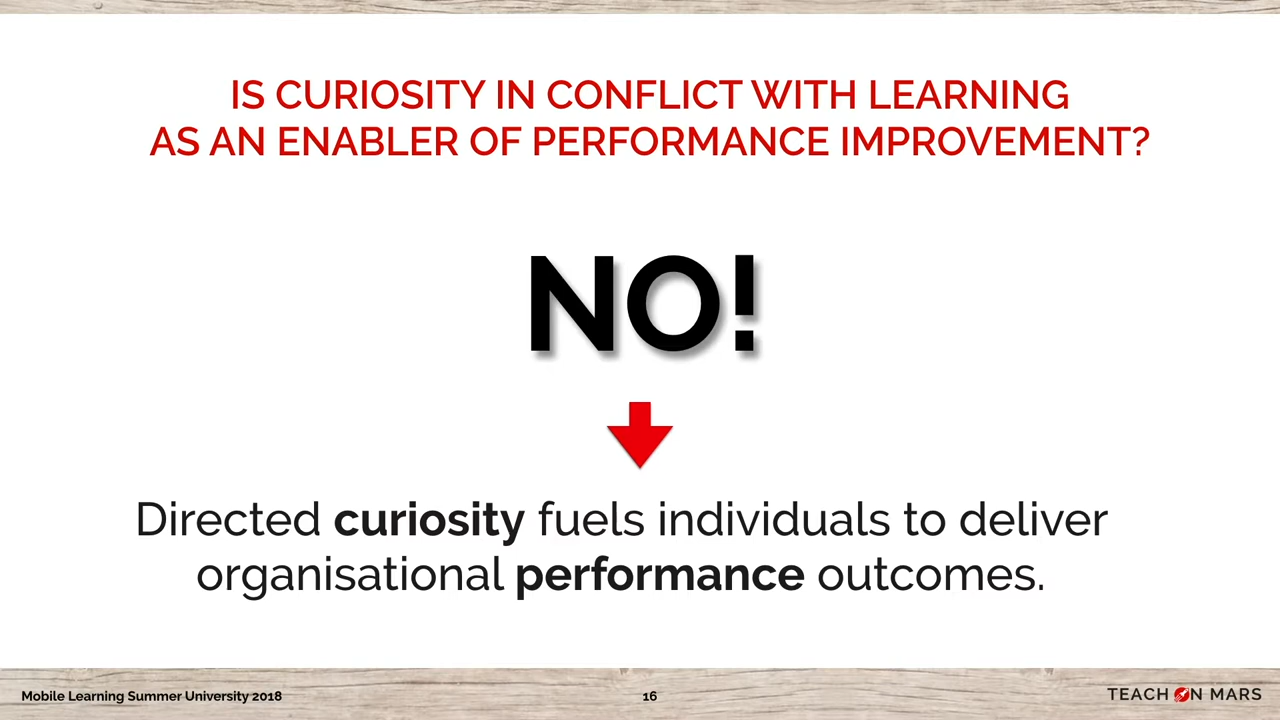 IS CURIOSITY IN CONFLICT WITH LEARNING
AS AN ENABLER OF PERFORMANCE IMPROVEMENT?
NO!
Directed curiosity fuels individuals to deliver
organisational performance outcomes.
Mobile Learning Summer University 2018
16
TEACH ON MARS